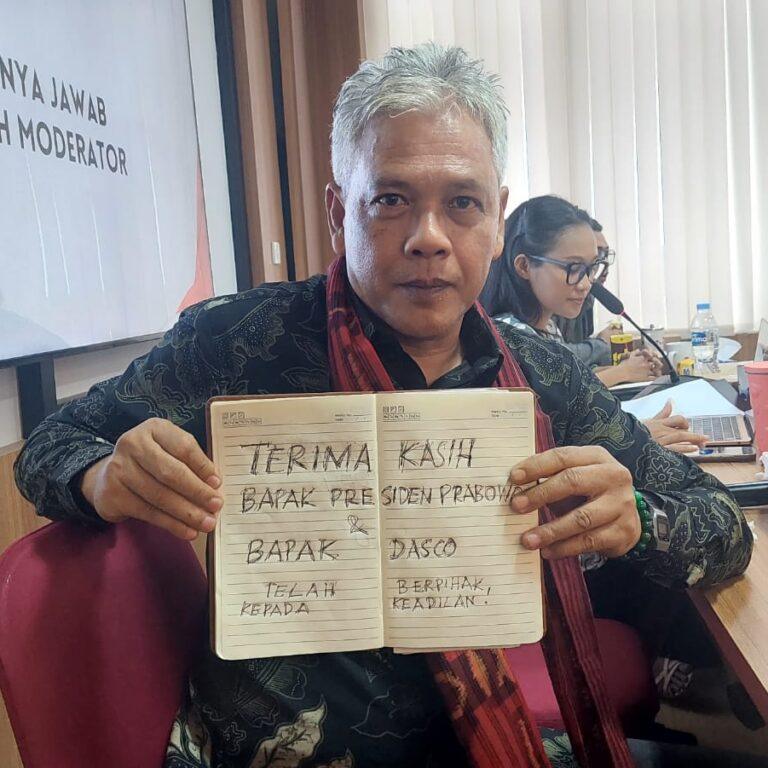 NYA JAWAB
H MODERATOR
TERIMA KASIH
BAPAK PRESIDEN PRABOWO
&
BAPAK DASCO
TELAH BERPIHAK,
KEPADA KEADILAN.